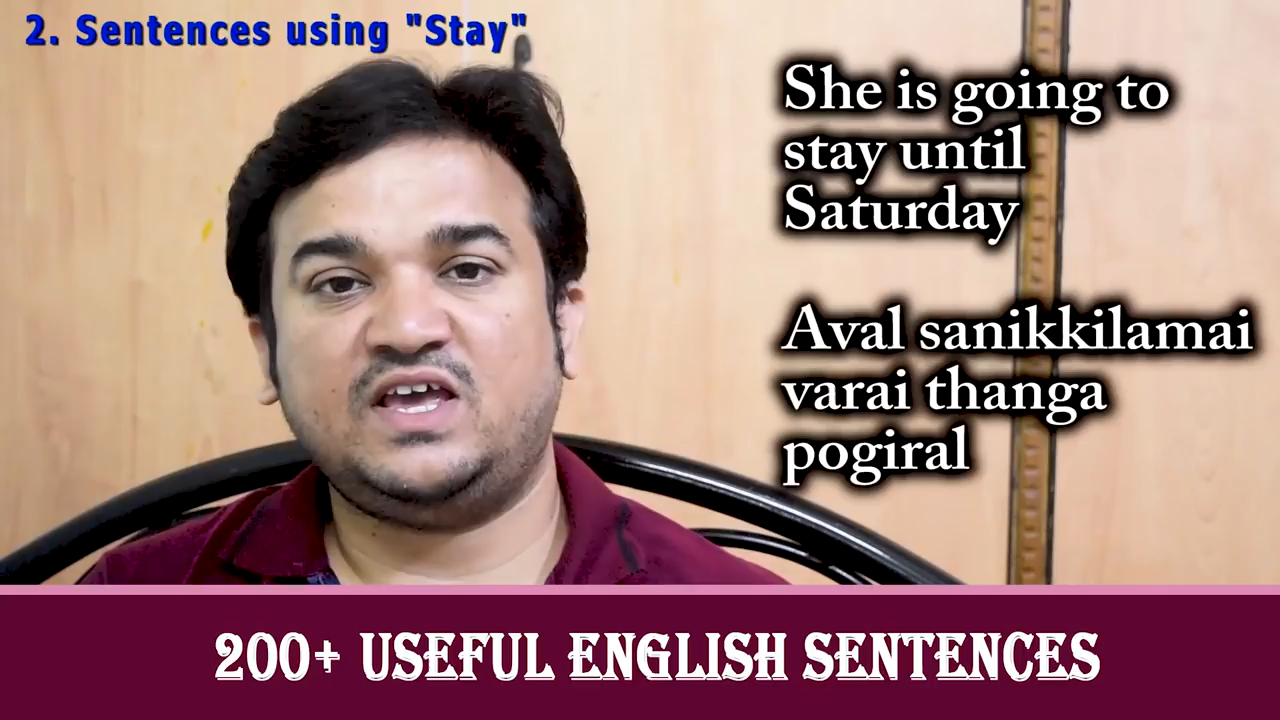 2. Sentences using "Stay"
She is going to
stay until
Saturday
Aval sanikkilamai
varai thanga
pogiral
200+ USEFUL ENGLISH SENTENCES